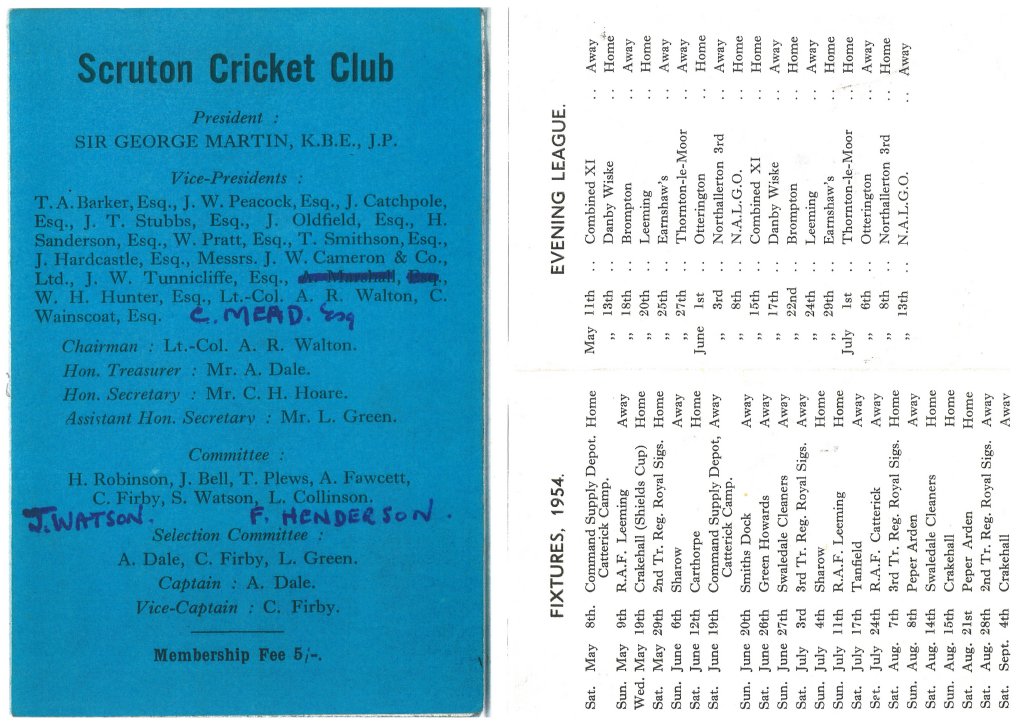 Scruton Cricket Club
President :
SIR GEORGE MARTIN, K.B.E., J.P.
Vice-Presidents :
T. A. Barker, Esq., J. W. Peacock, Esq., J. Catchpole,
Esq., J. T. Stubbs, Esq., J. Oldfield, Esq., H.
Sanderson, Esq., W. Pratt, Esq., T. Smithson, Esq.,
J. Hardcastle, Esq., Messrs. J. W. Cameron & Co.,
Ltd., J. W. Tunnicliffe, Esq., A. Marshall, Esq.,
W. H. Hunter, Esq., Lt.-Col. A. R. Walton, C.
Wainscoat, Esq. C. MEAD. Esq
Chairman : Lt.-Col. A. R. Walton.
Hon. Treasurer : Mr. A. Dale.
Hon. Secretary : Mr. C. H. Hoare.
Assistant Hon. Secretary : Mr. L. Green.
Committee :
H. Robinson, J. Bell, T. Plews, A. Fawcett,
C. Firby, S. Watson, L. Collinson.
J. WATSON. F. HENDERSON.
Selection Committee :
A. Dale, C. Firby, L. Green.
Captain : A. Dale.
Vice-Captain : C. Firby.
Membership Fee 5/-.
FIXTURES, 1954.
Sat. May 8th. Command Supply Depot. Home
Catterick Camp.
Sun. May 9th R.A.F. Leeming Away
Wed. May 19th Crakehall (Shields Cup) Home
Sat. May 29th 2nd Tr. Reg. Royal Sigs. Home
Sun. June 6th Sharow Away
Sat. June 12th Carthorpe Home
Sat. June 19th Command Supply Depot, Away
Catterick Camp.
Sun. June 20th Smiths Dock Away
Sat. June 26th Green Howards Away
Sun. June 27th Swaledale Cleaners Away
Sat. July 3rd 3rd Tr. Reg. Royal Sigs. Away
Sun. July 4th Sharow Home
Sun. July 11th R.A.F. Leeming Home
Sat. July 17th Tanfield Away
Sat. July 24th R.A.F. Catterick Away
Sat. Aug. 7th 3rd Tr. Reg. Royal Sigs. Home
Sun. Aug. 8th Peper Arden Away
Sat. Aug. 14th Swaledale Cleaners Home
Sun. Aug. 15th Crakehall Home
Sat. Aug. 21st Peper Arden Home
Sat. Aug. 28th 2nd Tr. Reg. Royal Sigs. Away
Sat. Sept. 4th Crakehall Away
EVENING LEAGUE.
May 11th .. Combined XI .. Away
,, 13th .. Danby Wiske .. Home
,, 18th .. Brompton .. Away
,, 20th .. Leeming .. Home
,, 25th .. Earnshaw's .. Away
,, 27th .. Thornton-le-Moor .. Away
June 1st .. Otterington .. Home
,, 3rd .. Northallerton 3rd .. Away
,, 8th .. N.A.L.G.O. .. Home
,, 15th .. Combined XI .. Home
,, 17th .. Danby Wiske .. Away
,, 22nd .. Brompton .. Home
,, 24th .. Leeming .. Away
,, 29th .. Earnshaw's .. Home
July 1st .. Thornton-le-Moor .. Home
,, 6th .. Otterington .. Away
,, 8th .. Northallerton 3rd .. Home
,, 13th .. N.A.L.G.O. .. Away